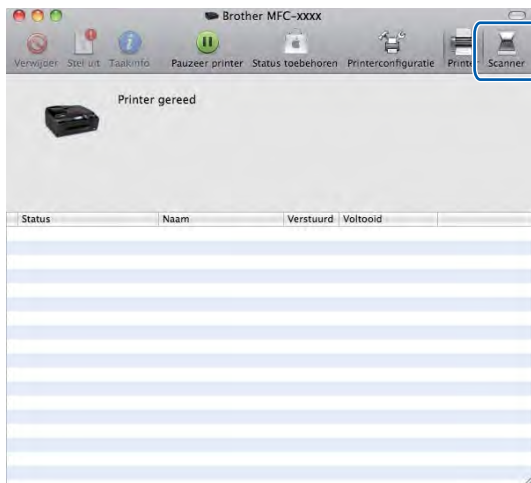 Brother MFC-xxxx
Verwijder Stel uit Taakinfo Pauzeer printer Status toebehoren Printerconfiguratie Printer Scanner
Printer gereed
Status Naam Verstuurd Voltooid